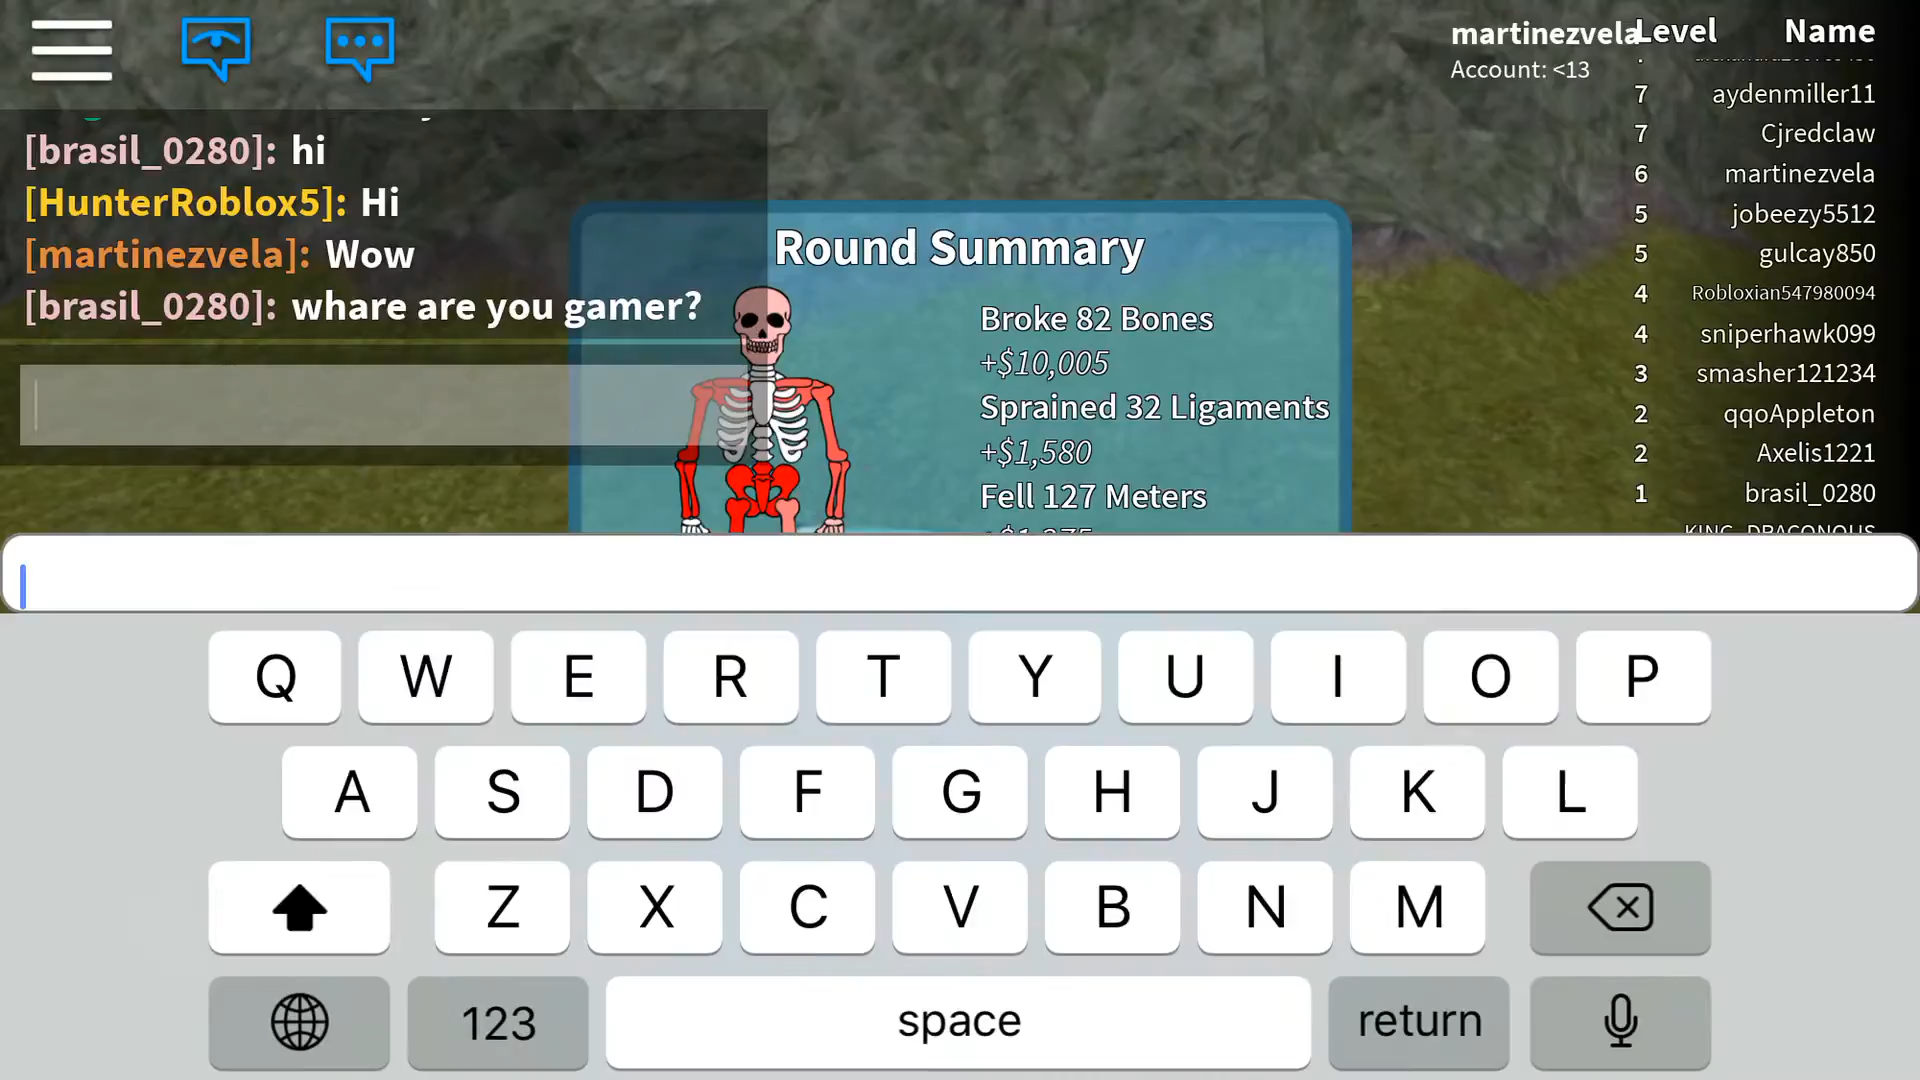 martinezvela
Account: <13
Level Name
7 aydenmiller11
7 Cjredclaw
6 martinezvela
5 jobeezy5512
5 gulcay850
4 Robloxian547980094
4 sniperhawk099
3 smasher121234
2 qqoAppleton
2 Axelis1221
1 brasil_0280
KING_DRACONOUS
[brasil_0280]: hi
[HunterRoblox5]: Hi
[martinezvela]: Wow
[brasil_0280]: whare are you gamer?
Round Summary
Broke 82 Bones
+$10,005
Sprained 32 Ligaments
+$1,580
Fell 127 Meters
Q W E R T Y U I O P
A S D F G H J K L
Z X C V B N M
123 space return